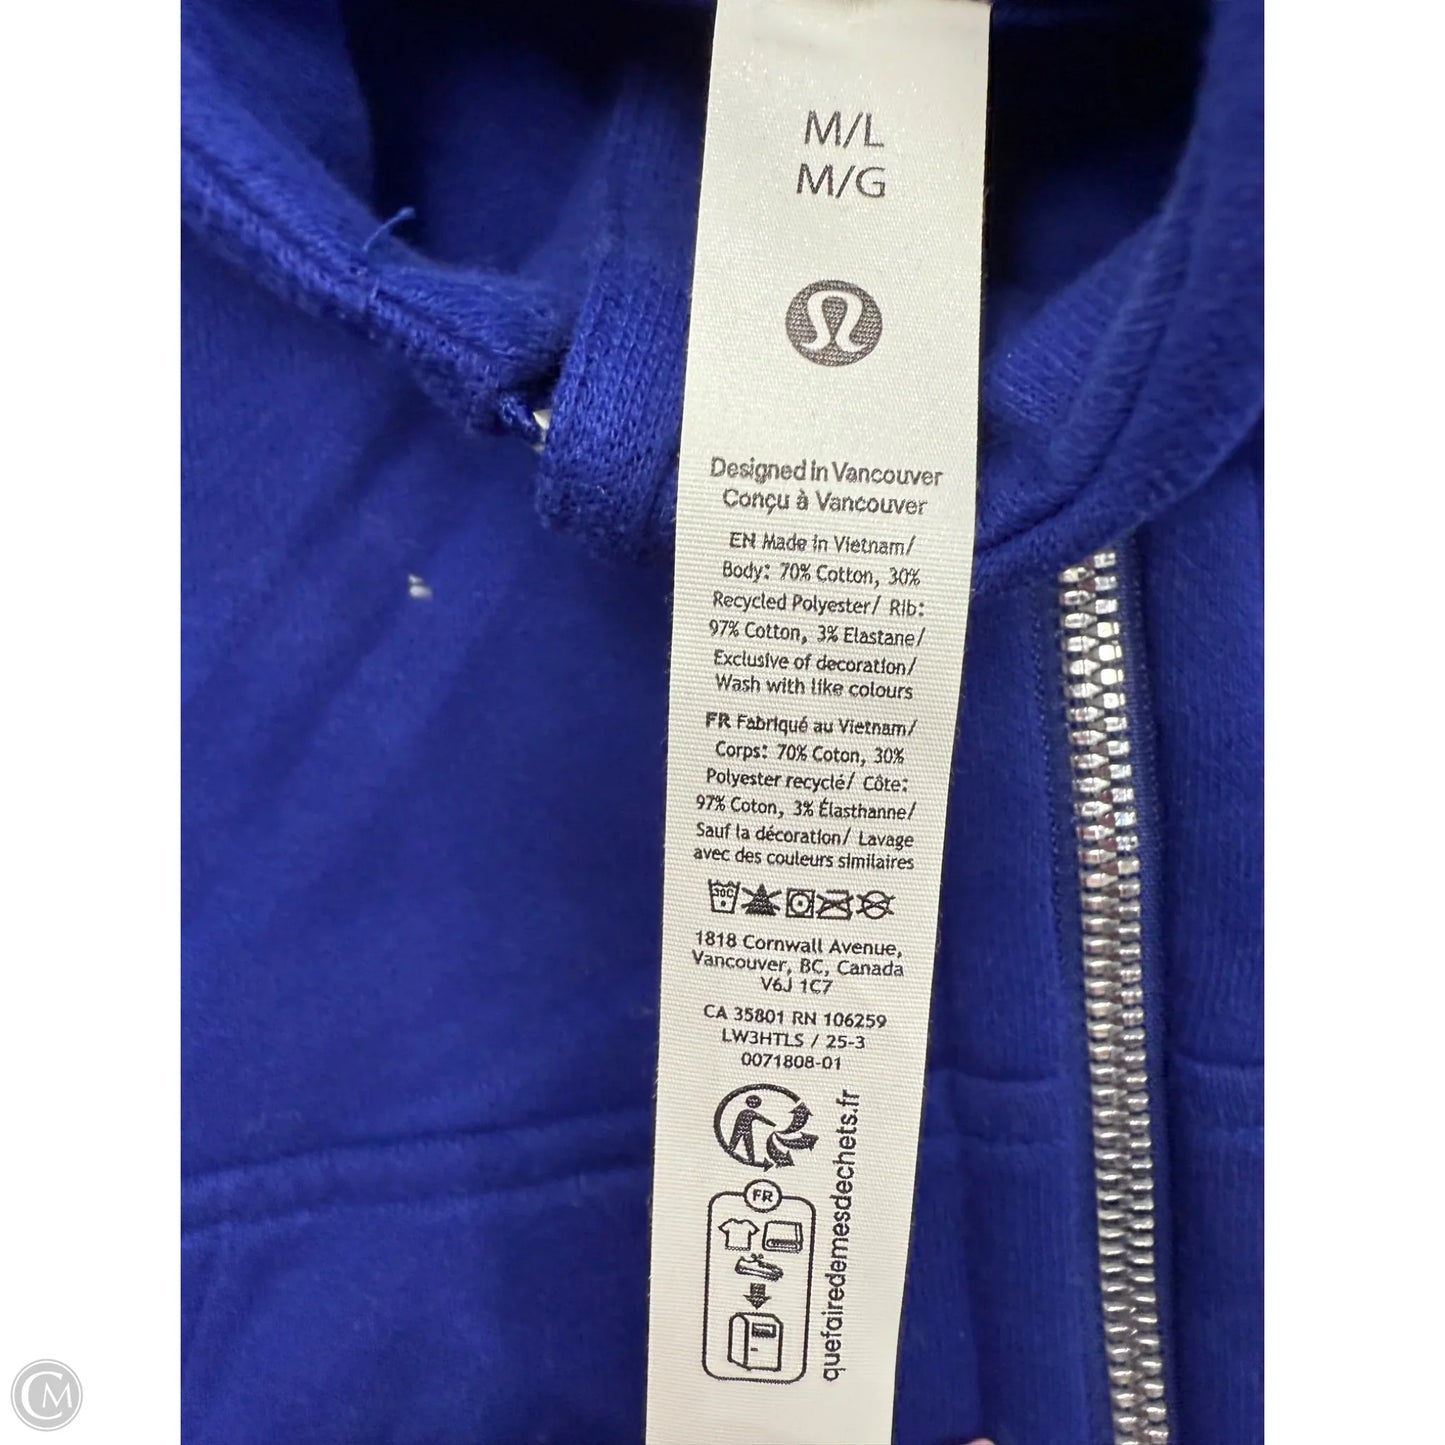 M/L
M/G
Designed in Vancouver
Conçu à Vancouver
EN Made in Vietnam/
Body: 70% Cotton, 30%
Recycled Polyester/ Rib:
97% Cotton, 3% Elastane/
Exclusive of decoration/
Wash with like colours
FR Fabriqué au Vietnam/
Corps: 70% Coton, 30%
Polyester recyclé/ Côte:
97% Coton, 3% Élasthanne/
Sauf la décoration/ Lavage
avec des couleurs similaires
30C
1818 Cornwall Avenue,
Vancouver, BC, Canada
V6J 1C7
CA 35801 RN 106259
LW3HTLS / 25-3
0071808-01
FR
quefairedemesdechets.fr
CM